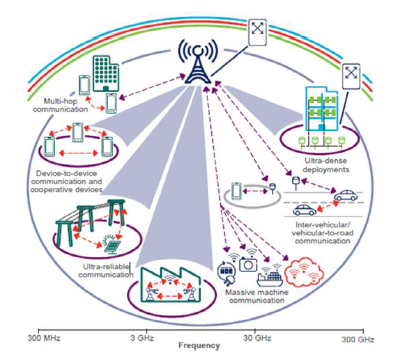 Multi-hop
communication
Device-to-device
communication and
cooperative devices
Ultra-reliable
communication
Ultra-dense
deployments
Inter-vehicular/
vehicular-to-road
communication
Massive machine
communication
300 MHz
3 GHz
30 GHz
300 GHz
Frequency